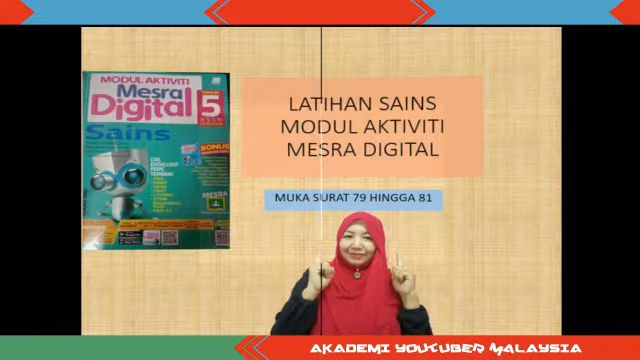 MODUL AKTIVITI
Mesra
Digital
TAHUN
5
KSSR
Sains
BONUS
LATIHAN SAINS
MODUL AKTIVITI
MESRA DIGITAL
MUKA SURAT 79 HINGGA 81
AKADEMI YOUTUBER MALAYSIA